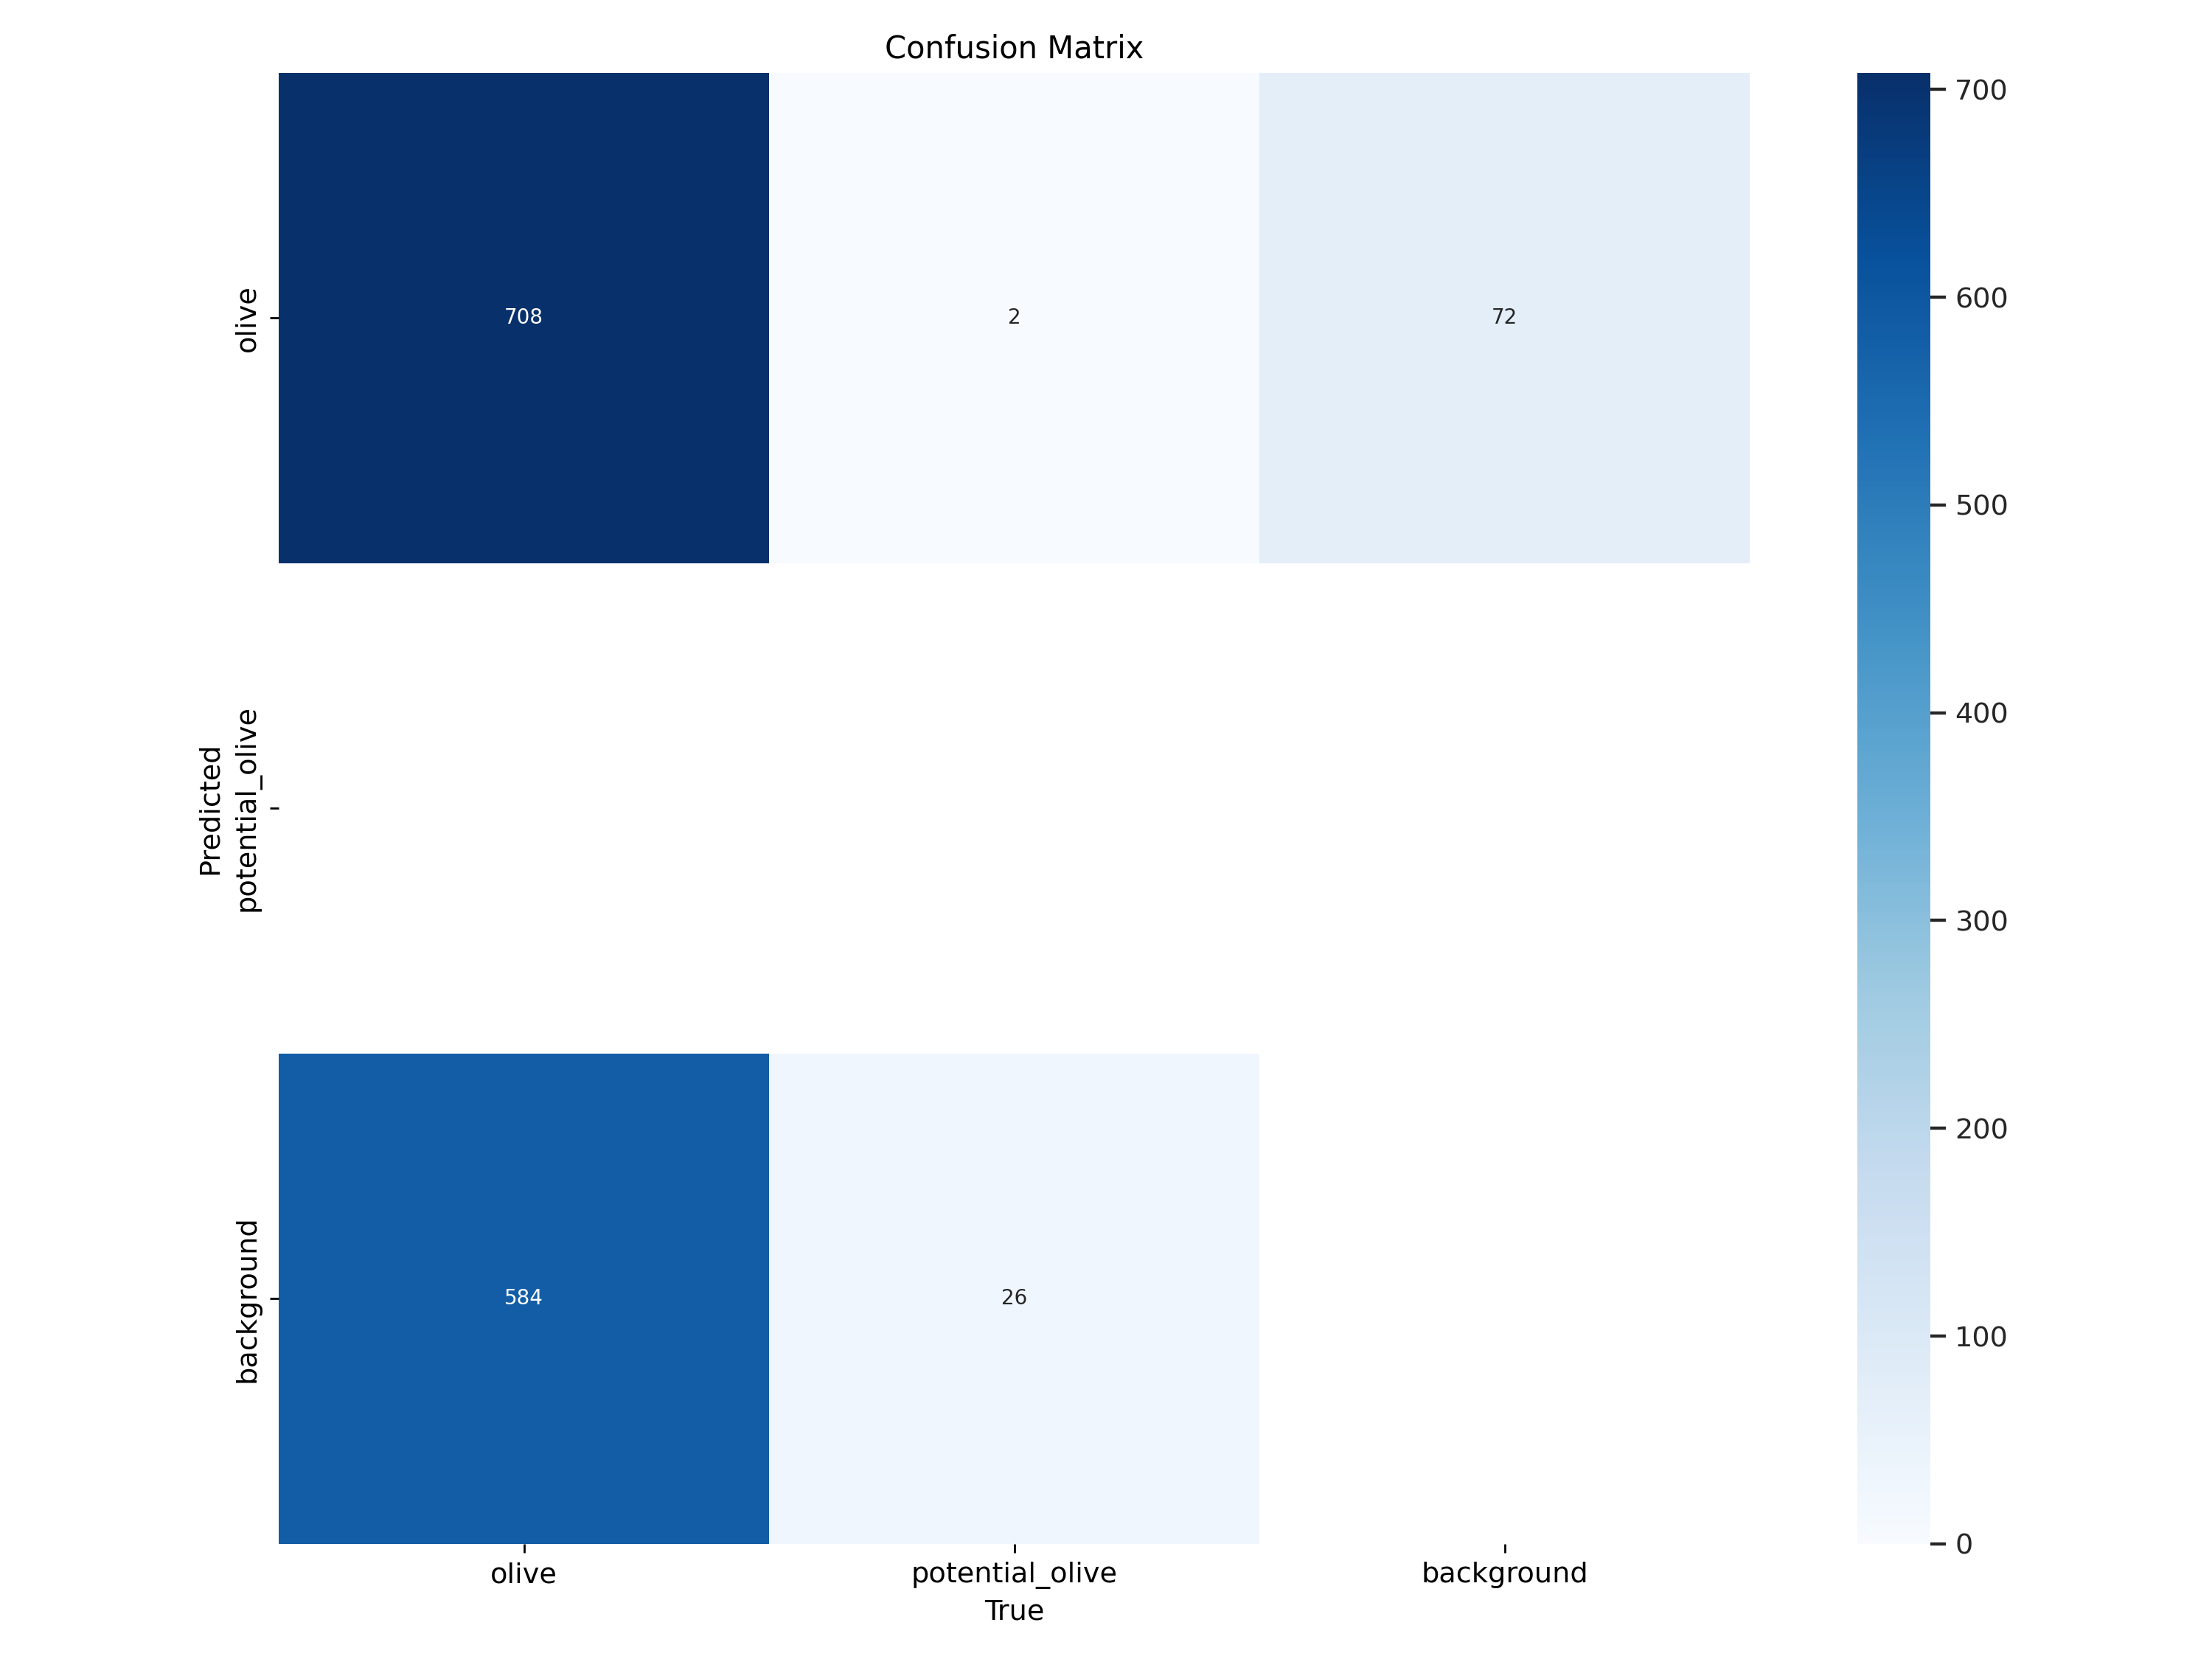 Confusion Matrix
olive
708
2
72
Predicted
potential_olive
background
584
26
olive
potential_olive
background
True
700
600
500
400
300
200
100
0